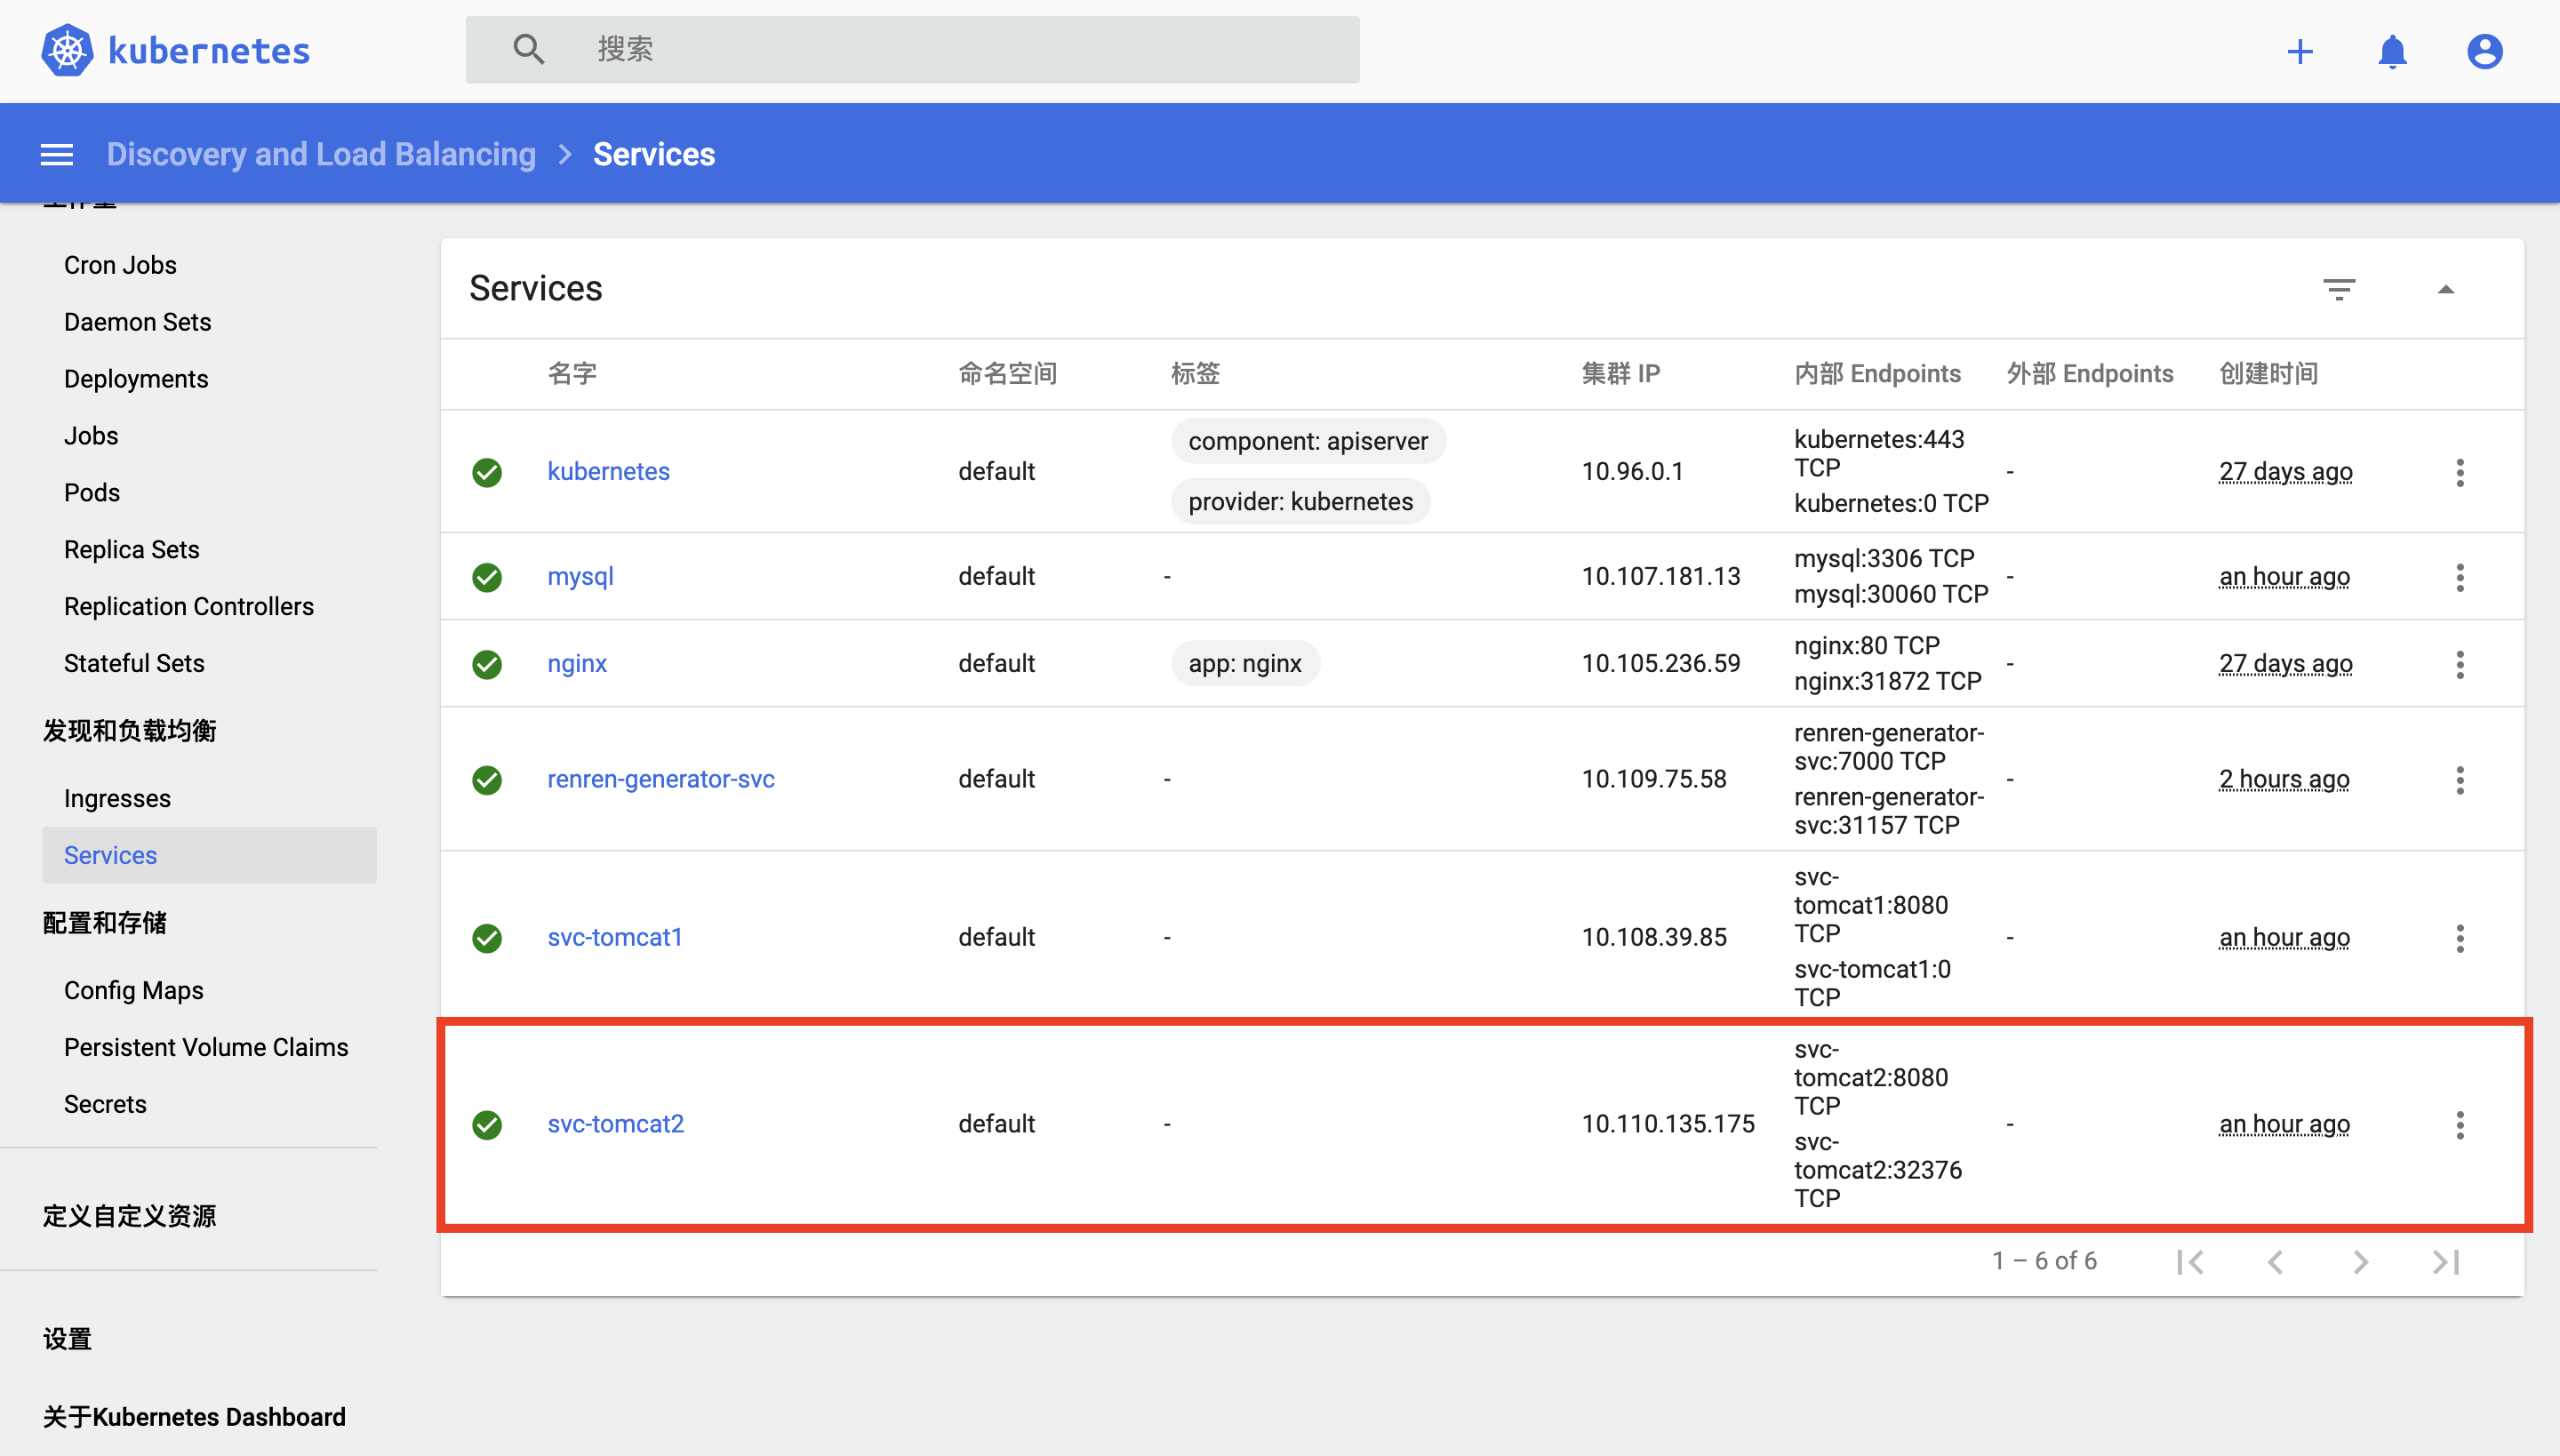 kubernetes
搜索
Discovery and Load Balancing
Services
工作量
Cron Jobs
Daemon Sets
Deployments
Jobs
Pods
Replica Sets
Replication Controllers
Stateful Sets
发现和负载均衡
Ingresses
Services
配置和存储
Config Maps
Persistent Volume Claims
Secrets
定义自定义资源
设置
关于Kubernetes Dashboard
Services
名字 命名空间 标签 集群 IP 内部 Endpoints 外部 Endpoints 创建时间
kubernetes default
component: apiserver
provider: kubernetes
10.96.0.1
kubernetes:443
TCP
kubernetes:0 TCP
-
27 days ago
mysql default - 10.107.181.13
mysql:3306 TCP
mysql:30060 TCP
-
an hour ago
nginx default
app: nginx
10.105.236.59
nginx:80 TCP
nginx:31872 TCP
-
27 days ago
renren-generator-svc default - 10.109.75.58
renren-generator-
svc:7000 TCP
renren-generator-
svc:31157 TCP
-
2 hours ago
svc-tomcat1 default - 10.108.39.85
svc-
tomcat1:8080
TCP
svc-tomcat1:0
TCP
-
an hour ago
svc-tomcat2 default - 10.110.135.175
svc-
tomcat2:8080
TCP
svc-
tomcat2:32376
TCP
-
an hour ago
1 – 6 of 6